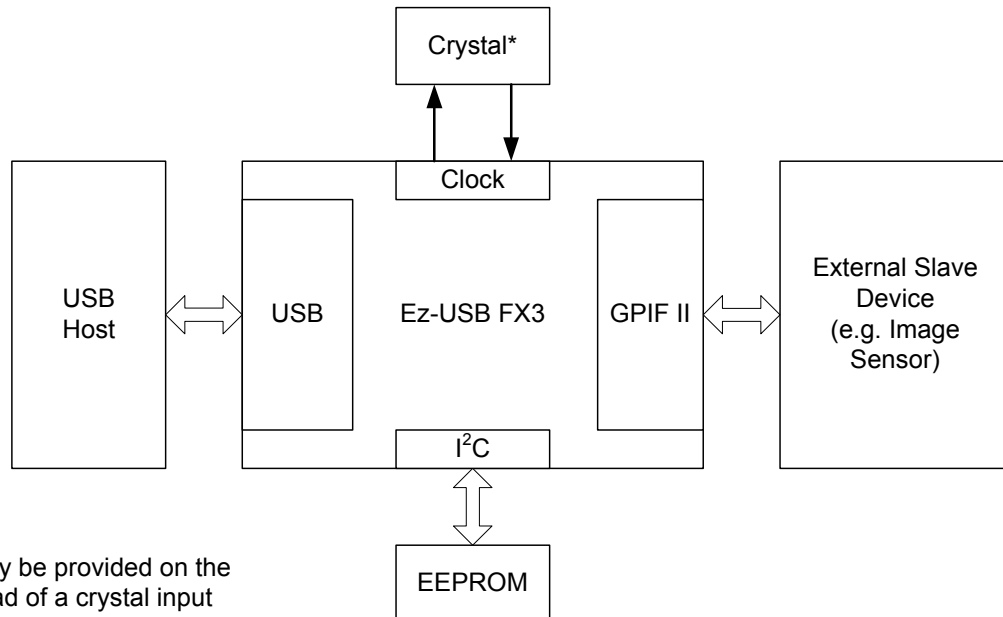 Crystal*
Clock
USB
Host
USB
Ez-USB FX3
GPIF II
External Slave
Device
(e.g. Image
Sensor)
I²C
EEPROM
be provided on the
of a crystal input